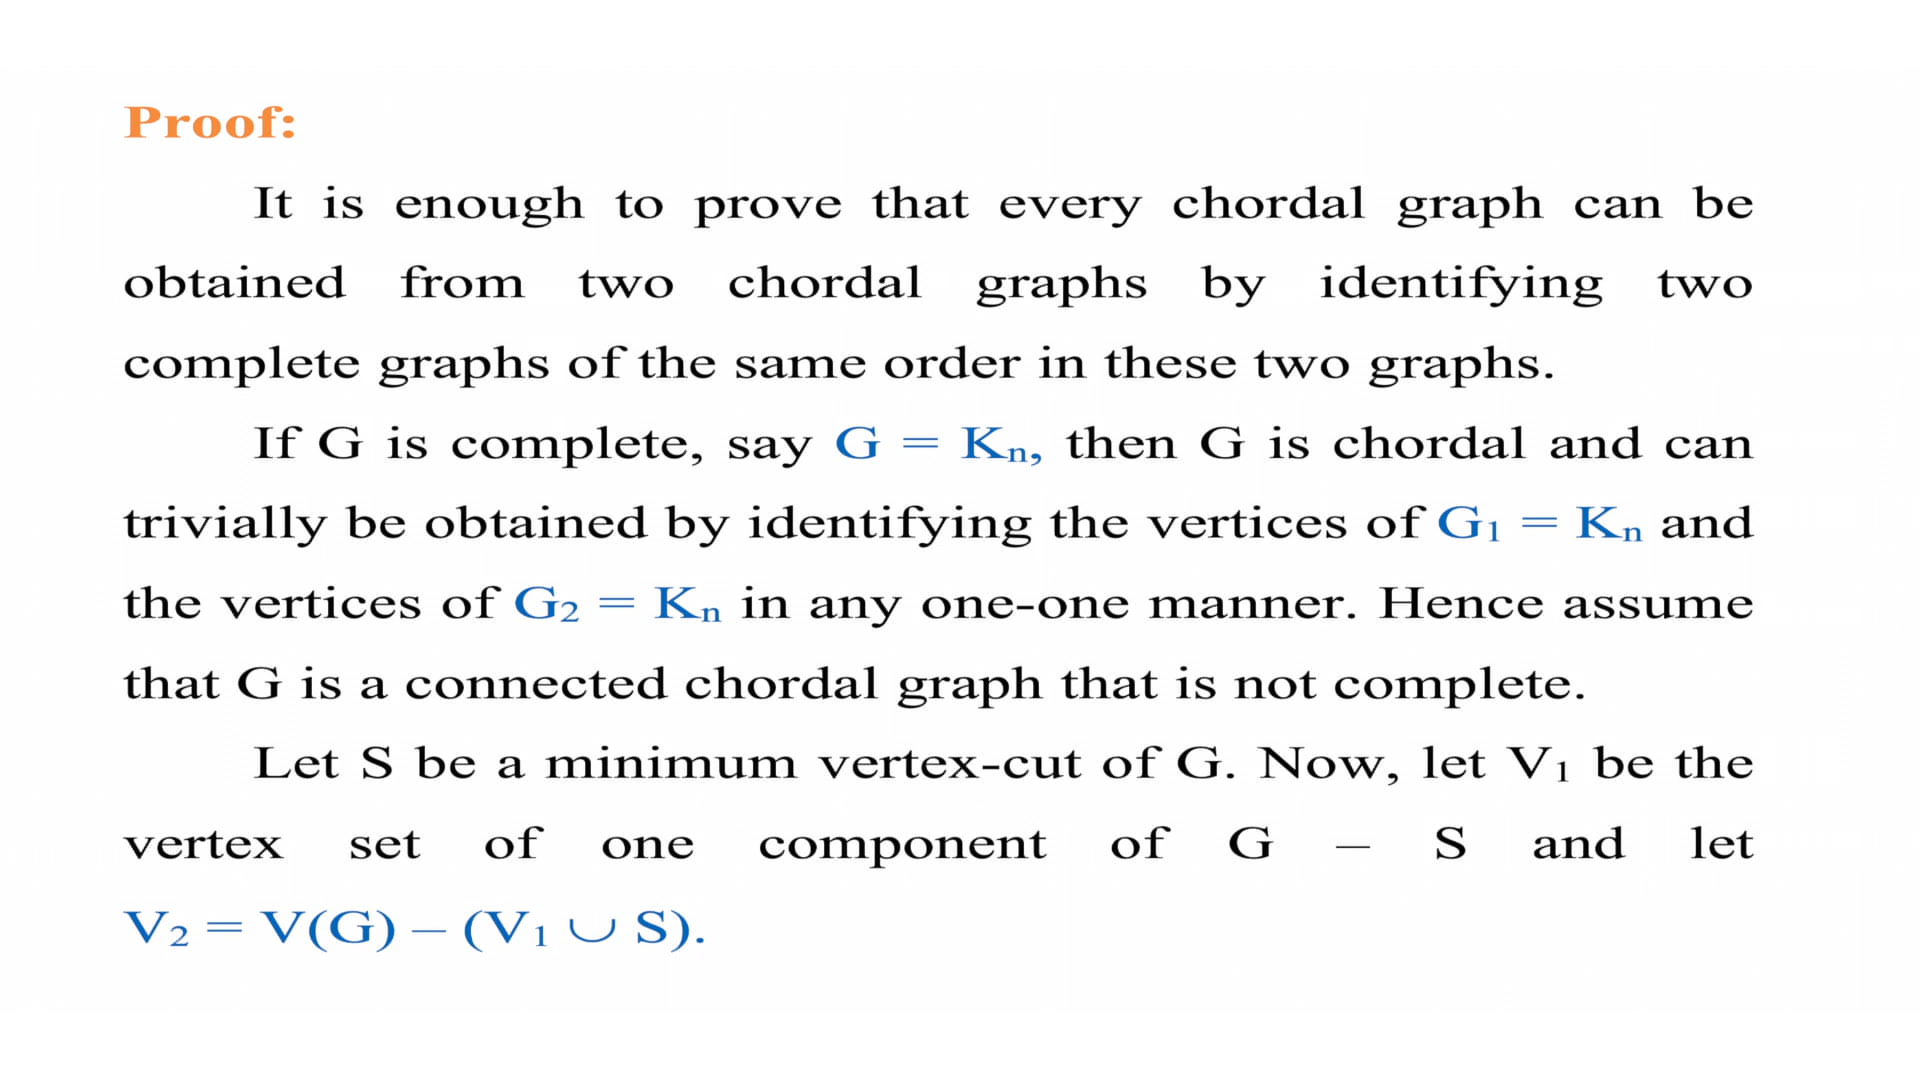 Proof:
It is enough to prove that every chordal graph can be
obtained from two chordal graphs by identifying two
complete graphs of the same order in these two graphs.
If G is complete, say G = Kₙ, then G is chordal and can
trivially be obtained by identifying the vertices of G₁ = Kₙ and
the vertices of G₂ = Kₙ in any one-one manner. Hence assume
that G is a connected chordal graph that is not complete.
Let S be a minimum vertex-cut of G. Now, let V₁ be the
vertex set of one component of G – S and let
V₂ = V(G) – (V₁ ∪ S).